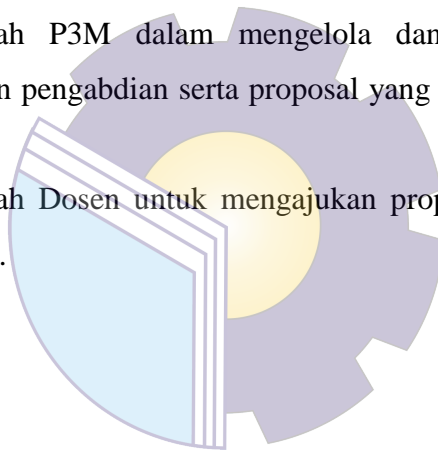 ah P3M dalam mengelola dan
n pengabdian serta proposal yang
ah Dosen untuk mengajukan prop
.